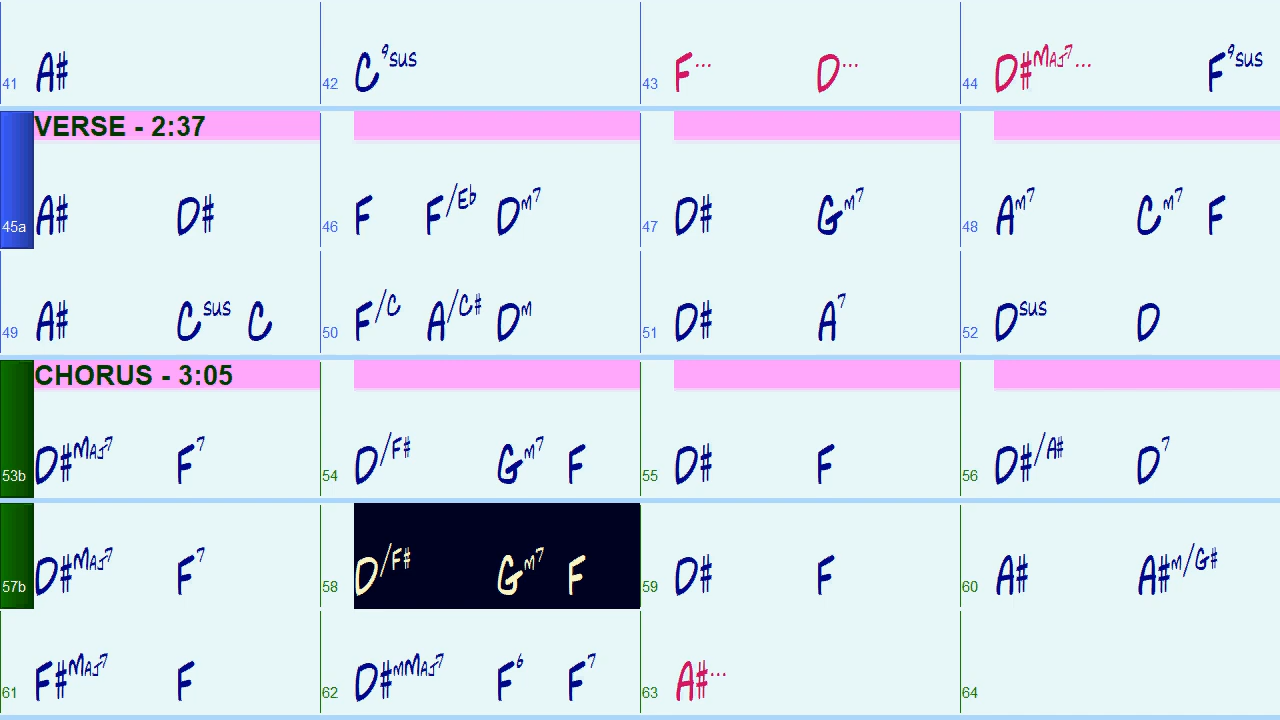 41 A# 42 C9sus 43 F... D... 44 D#Maj7... F9sus
VERSE - 2:37
45a A# D# 46 F F/Eb Dm7 47 D# Gm7 48 Am7 Cm7 F
49 A# Csus C 50 F/C A/C# Dm 51 D# A7 52 Dsus D
CHORUS - 3:05
53b D#Maj7 F7 54 D/F# Gm7 F 55 D# F 56 D#/A# D7
57b D#Maj7 F7 58 D/F# Gm7 F 59 D# F 60 A# A#m/G#
61 F#Maj7 F 62 D#mMaj7 F6 F7 63 A#... 64